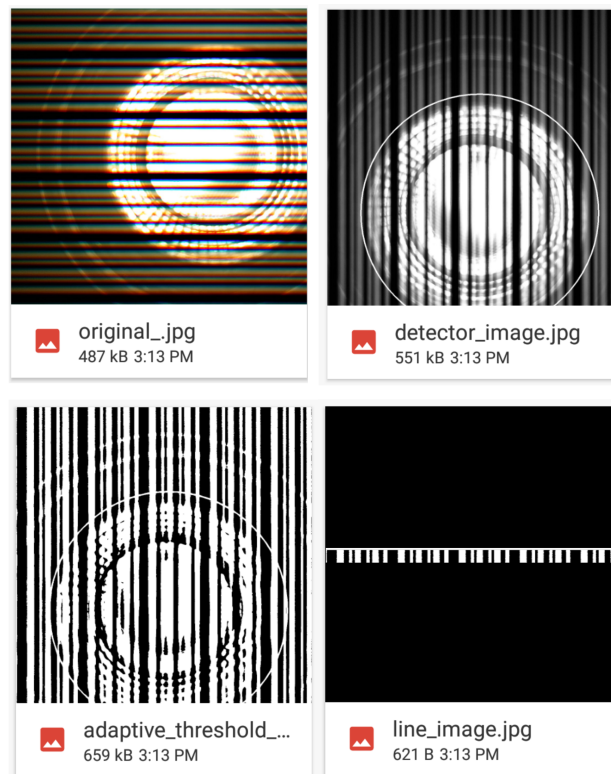 original_.jpg
487 kB 3:13 PM
detector_image.jpg
551 kB 3:13 PM
adaptive_threshold_...
659 kB 3:13 PM
line_image.jpg
621 B 3:13 PM